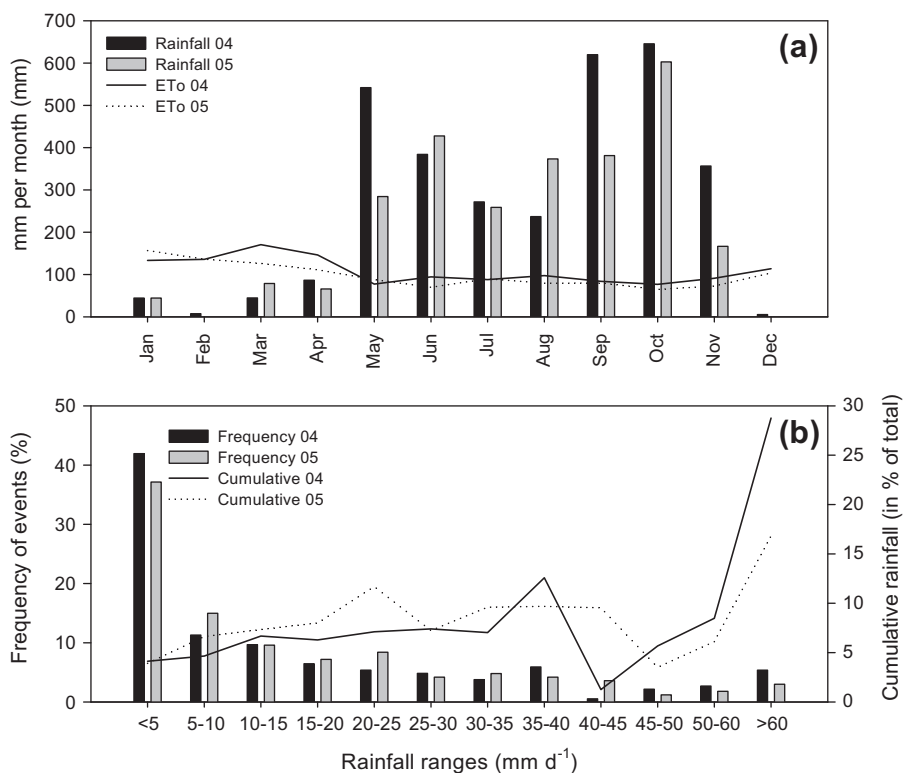 700
600
500
400
300
200
100
0
mm per month (mm)
Rainfall 04
Rainfall 05
ETo 04
ETo 05
(a)
Jan Feb Mar Apr May Jun Jul Aug Sep Oct Nov Dec
50
40
30
20
10
0
Frequency of events (%)
Frequency 04
Frequency 05
Cumulative 04
Cumulative 05
(b)
30
25
20
15
10
5
0
Cumulative rainfall (in % of total)
<5 5-10 10-15 15-20 20-25 25-30 30-35 35-40 40-45 45-50 50-60 >60
Rainfall ranges (mm d⁻¹)